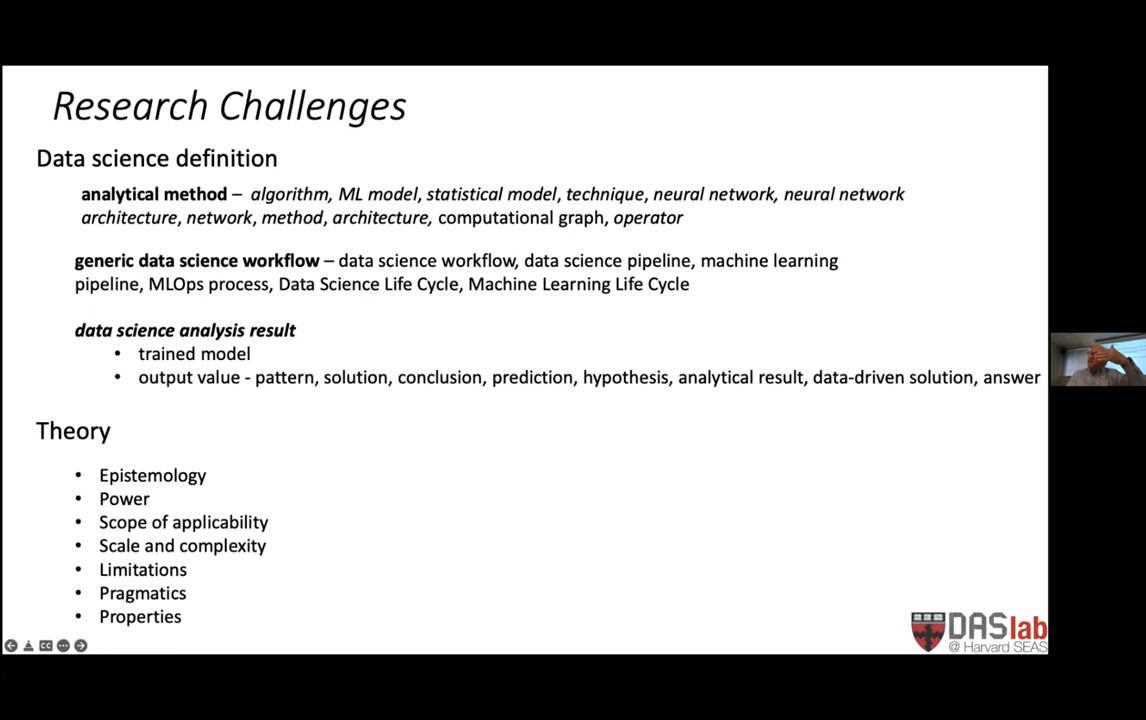 Research Challenges
Data science definition
analytical method – algorithm, ML model, statistical model, technique, neural network, neural network
architecture, network, method, architecture, computational graph, operator
generic data science workflow – data science workflow, data science pipeline, machine learning
pipeline, MLOps process, Data Science Life Cycle, Machine Learning Life Cycle
data science analysis result
• trained model
• output value - pattern, solution, conclusion, prediction, hypothesis, analytical result, data-driven solution, answer
Theory
• Epistemology
• Power
• Scope of applicability
• Scale and complexity
• Limitations
• Pragmatics
• Properties
DASlab
@ Harvard SEAS
CC